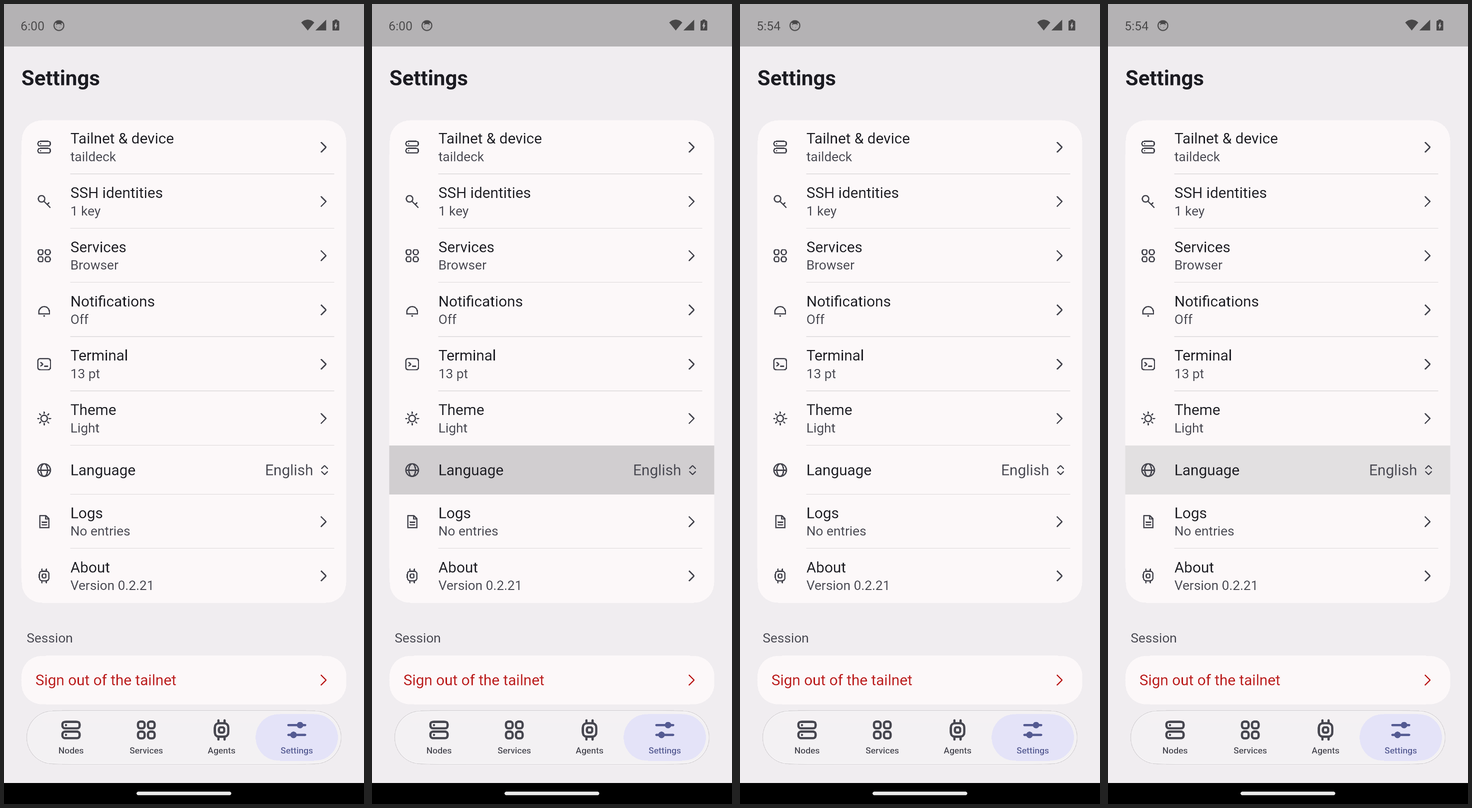 6:00
Settings
Tailnet & device
taildeck
SSH identities
1 key
Services
Browser
Notifications
Off
Terminal
13 pt
Theme
Light
Language English
Logs
No entries
About
Version 0.2.21
Session
Sign out of the tailnet
Nodes Services Agents Settings
6:00
Settings
Tailnet & device
taildeck
SSH identities
1 key
Services
Browser
Notifications
Off
Terminal
13 pt
Theme
Light
Language English
Logs
No entries
About
Version 0.2.21
Session
Sign out of the tailnet
Nodes Services Agents Settings
5:54
Settings
Tailnet & device
taildeck
SSH identities
1 key
Services
Browser
Notifications
Off
Terminal
13 pt
Theme
Light
Language English
Logs
No entries
About
Version 0.2.21
Session
Sign out of the tailnet
Nodes Services Agents Settings
5:54
Settings
Tailnet & device
taildeck
SSH identities
1 key
Services
Browser
Notifications
Off
Terminal
13 pt
Theme
Light
Language English
Logs
No entries
About
Version 0.2.21
Session
Sign out of the tailnet
Nodes Services Agents Settings